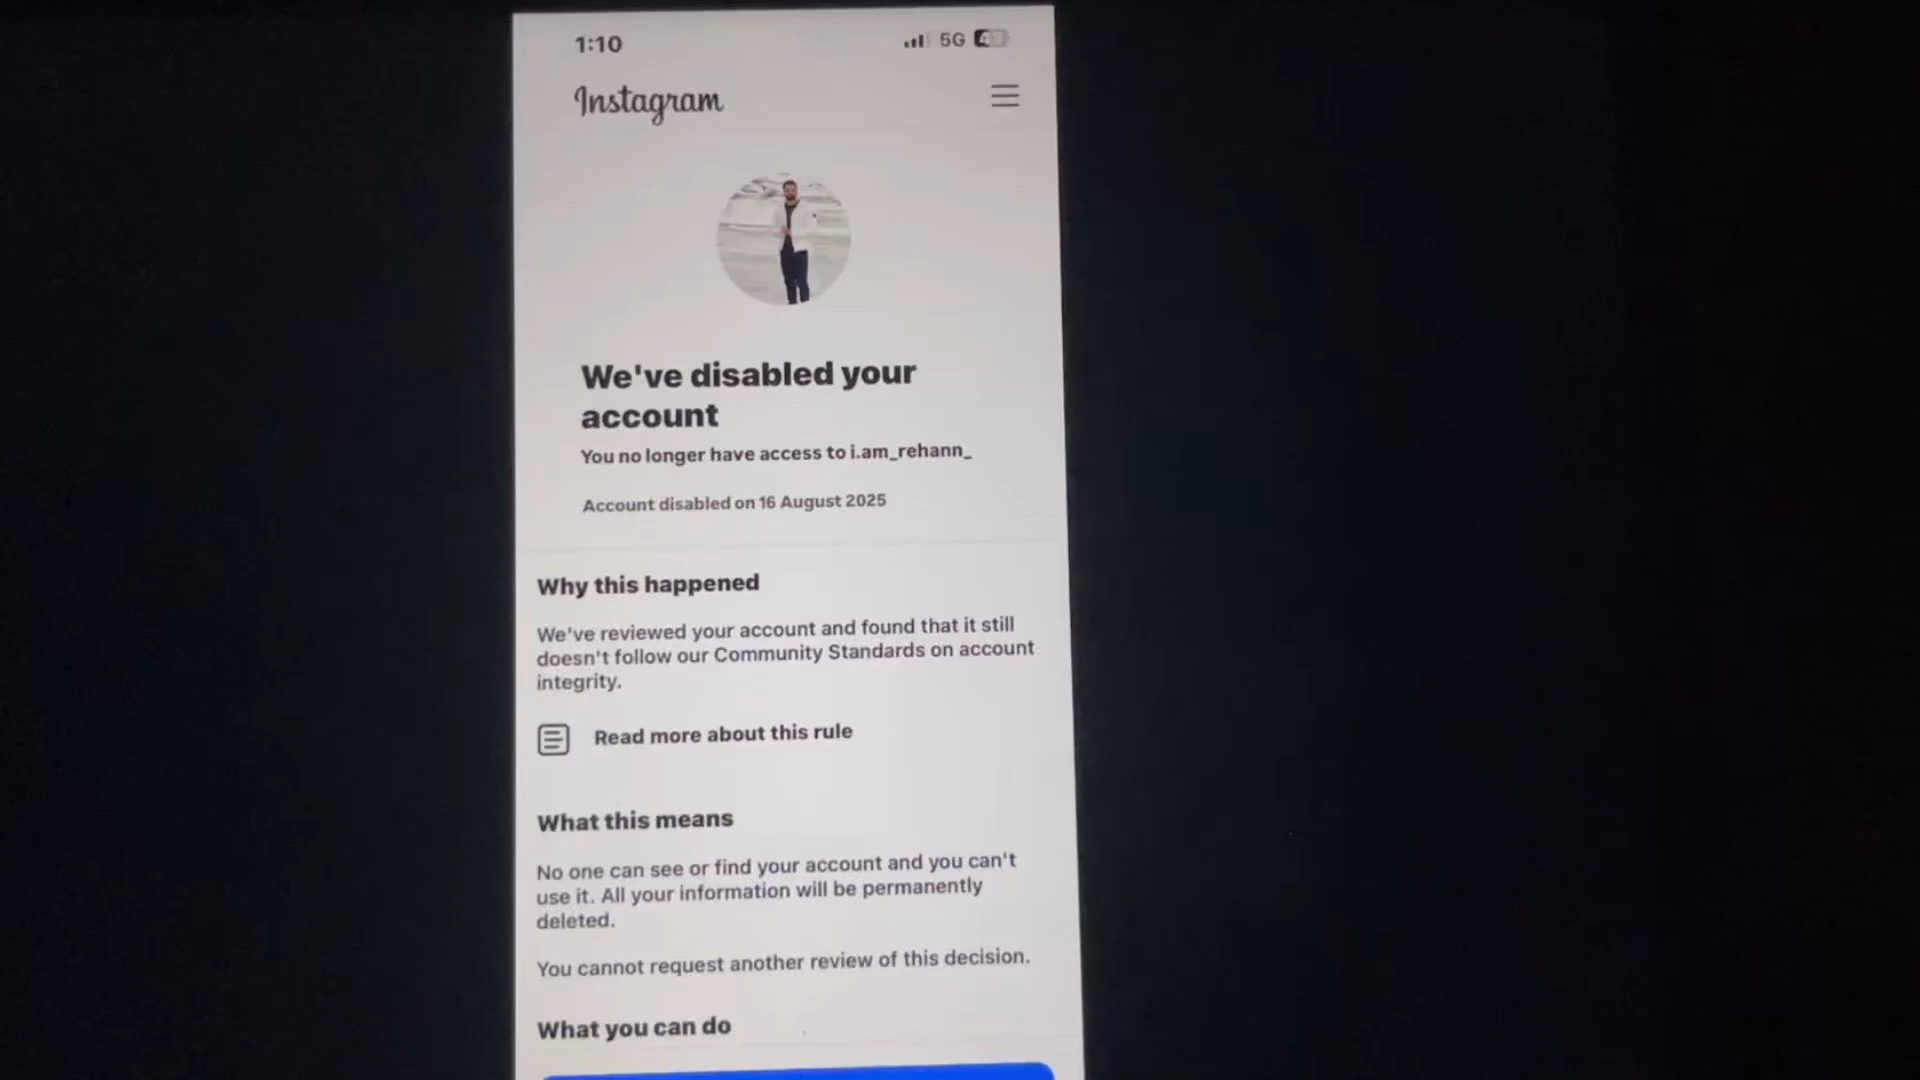 1:10
5G
Instagram
We've disabled your
account
You no longer have access to i.am_rehann_
Account disabled on 16 August 2025
Why this happened
We've reviewed your account and found that it still
doesn't follow our Community Standards on account
integrity.
Read more about this rule
What this means
No one can see or find your account and you can't
use it. All your information will be permanently
deleted.
You cannot request another review of this decision.
What you can do